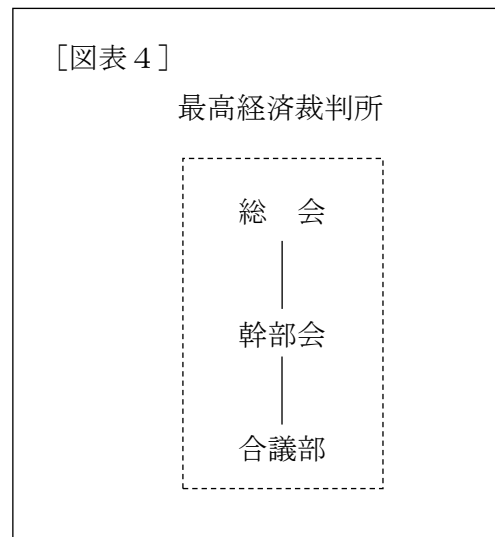 ［図表４］
最高経済裁判所
総　会
幹部会
合議部